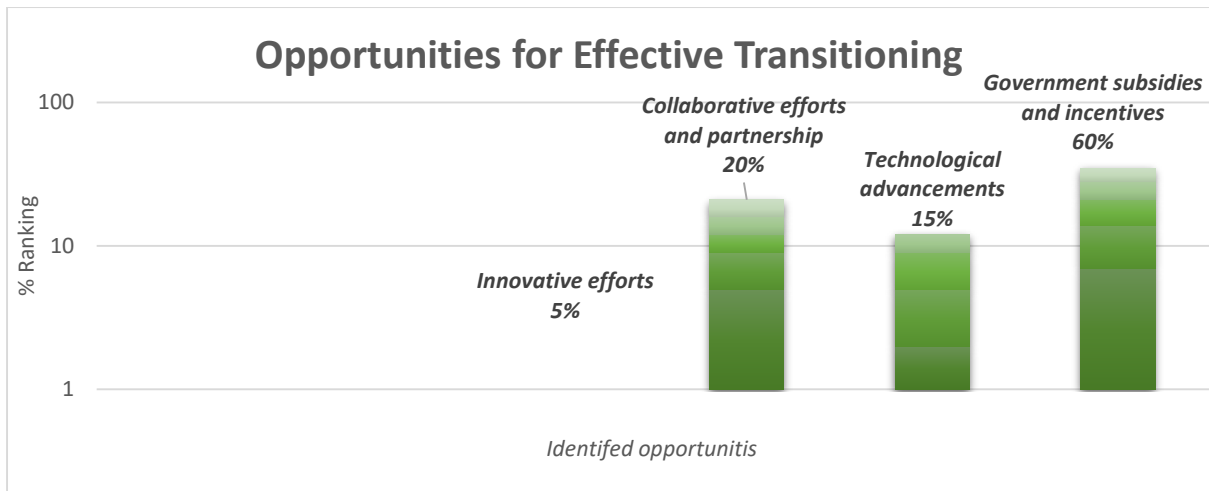 Opportunities for Effective Transitioning
% Ranking
100
10
1
Innovative efforts
5%
Collaborative efforts
and partnership
20%
Technological
advancements
15%
Government subsidies
and incentives
60%
Identifed opportunitis